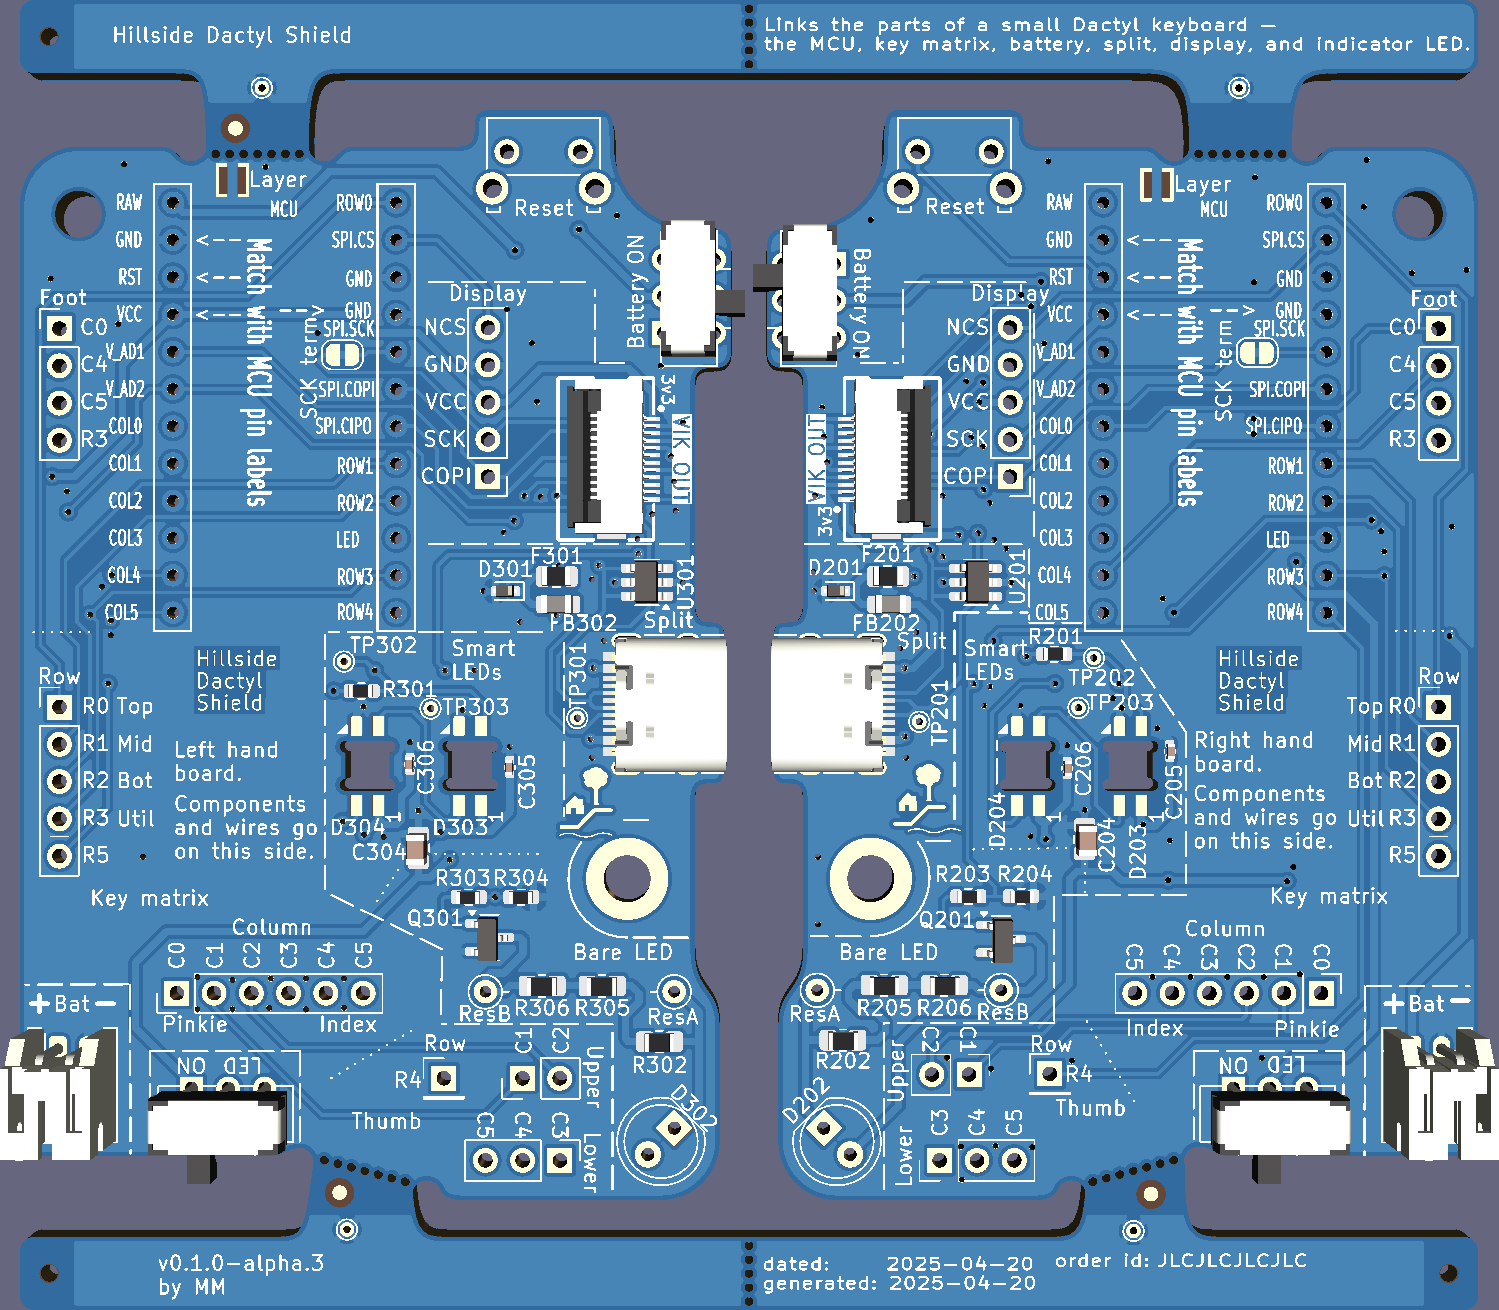 Hillside Dactyl Shield
Links the parts of a small Dactyl keyboard –
the MCU, key matrix, battery, split, display, and indicator LED.
Layer
MCU
RAW
GND
RST
VCC
V_AD1
V_AD2
COL0
COL1
COL2
COL3
COL4
COL5
<--
<--
<--
-->
Match with MCU pin labels
ROW0
SPI.CS
GND
GND
SPI.SCK
SPI.COPI
SPI.CIPO
ROW1
ROW2
LED
ROW3
ROW4
SCK term
Foot
C0
C4
C5
R3
Reset
Battery ON
Display
NCS
GND
VCC
SCK
COPI
3v3
VIK OUT
F301
D301
U301
FB302
Split
TP302
Smart
LEDs
R301
TP303
TP301
C306
C305
D304
1
D303
1
C304
R303
R304
Q301
Hillside
Dactyl
Shield
Row
R0 Top
R1 Mid
R2 Bot
R3 Util
R5
Left hand
board.
Components
and wires go
on this side.
Key matrix
Column
C0
C1
C2
C3
C4
C5
Pinkie
Index
+Bat-
ON
LED
Bare LED
R306
R305
ResB
ResA
R302
Row
R4
C1
C2
Upper
Thumb
C5
C4
C3
Lower
D302
Reset
Battery ON
Layer
MCU
RAW
GND
RST
VCC
V_AD1
V_AD2
COL0
COL1
COL2
COL3
COL4
COL5
<--
<--
<--
-->
Match with MCU pin labels
ROW0
SPI.CS
GND
GND
SPI.SCK
SPI.COPI
SPI.CIPO
ROW1
ROW2
LED
ROW3
ROW4
SCK term
Foot
C0
C4
C5
R3
Display
NCS
GND
VCC
SCK
COPI
VIK OUT
3v3
F201
D201
U201
FB202
Split
R201
Smart
LEDs
TP202
TP203
TP201
C206
C205
D204
1
D203
1
C204
R203
R204
Q201
Hillside
Dactyl
Shield
Row
Top R0
Mid R1
Bot R2
Util R3
R5
Right hand
board.
Components
and wires go
on this side.
Key matrix
Column
C5
C4
C3
C2
C1
C0
Index
Pinkie
+Bat-
ON
LED
Bare LED
R205
R206
ResA
ResB
R202
C2
C1
Upper
Row
R4
Thumb
D202
Lower
C3
C4
C5
v0.1.0-alpha.3
by MM
dated: 2025-04-20
generated: 2025-04-20
order id: JLCJLCJLCJLC